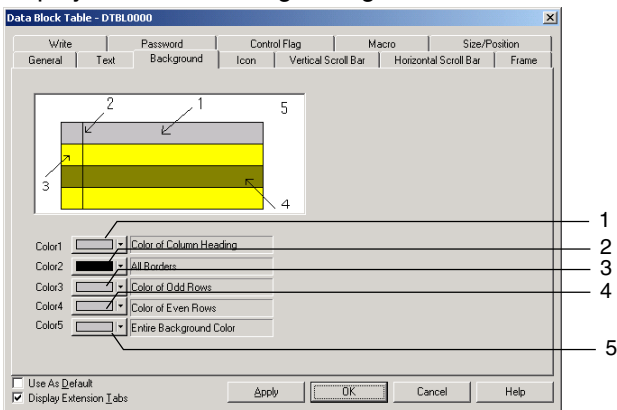 Data Block Table - DTBL0000
Write Password Control Flag Macro Size/Position
General Text Background Icon Vertical Scroll Bar Horizontal Scroll Bar Frame
2 1 5
3
4
1
Color1 Color of Column Heading
2
Color2 All Borders
3
Color3 Color of Odd Rows
4
Color4 Color of Even Rows
Color5 Entire Background Color
5
Use As Default
Display Extension Tabs
Apply OK Cancel Help